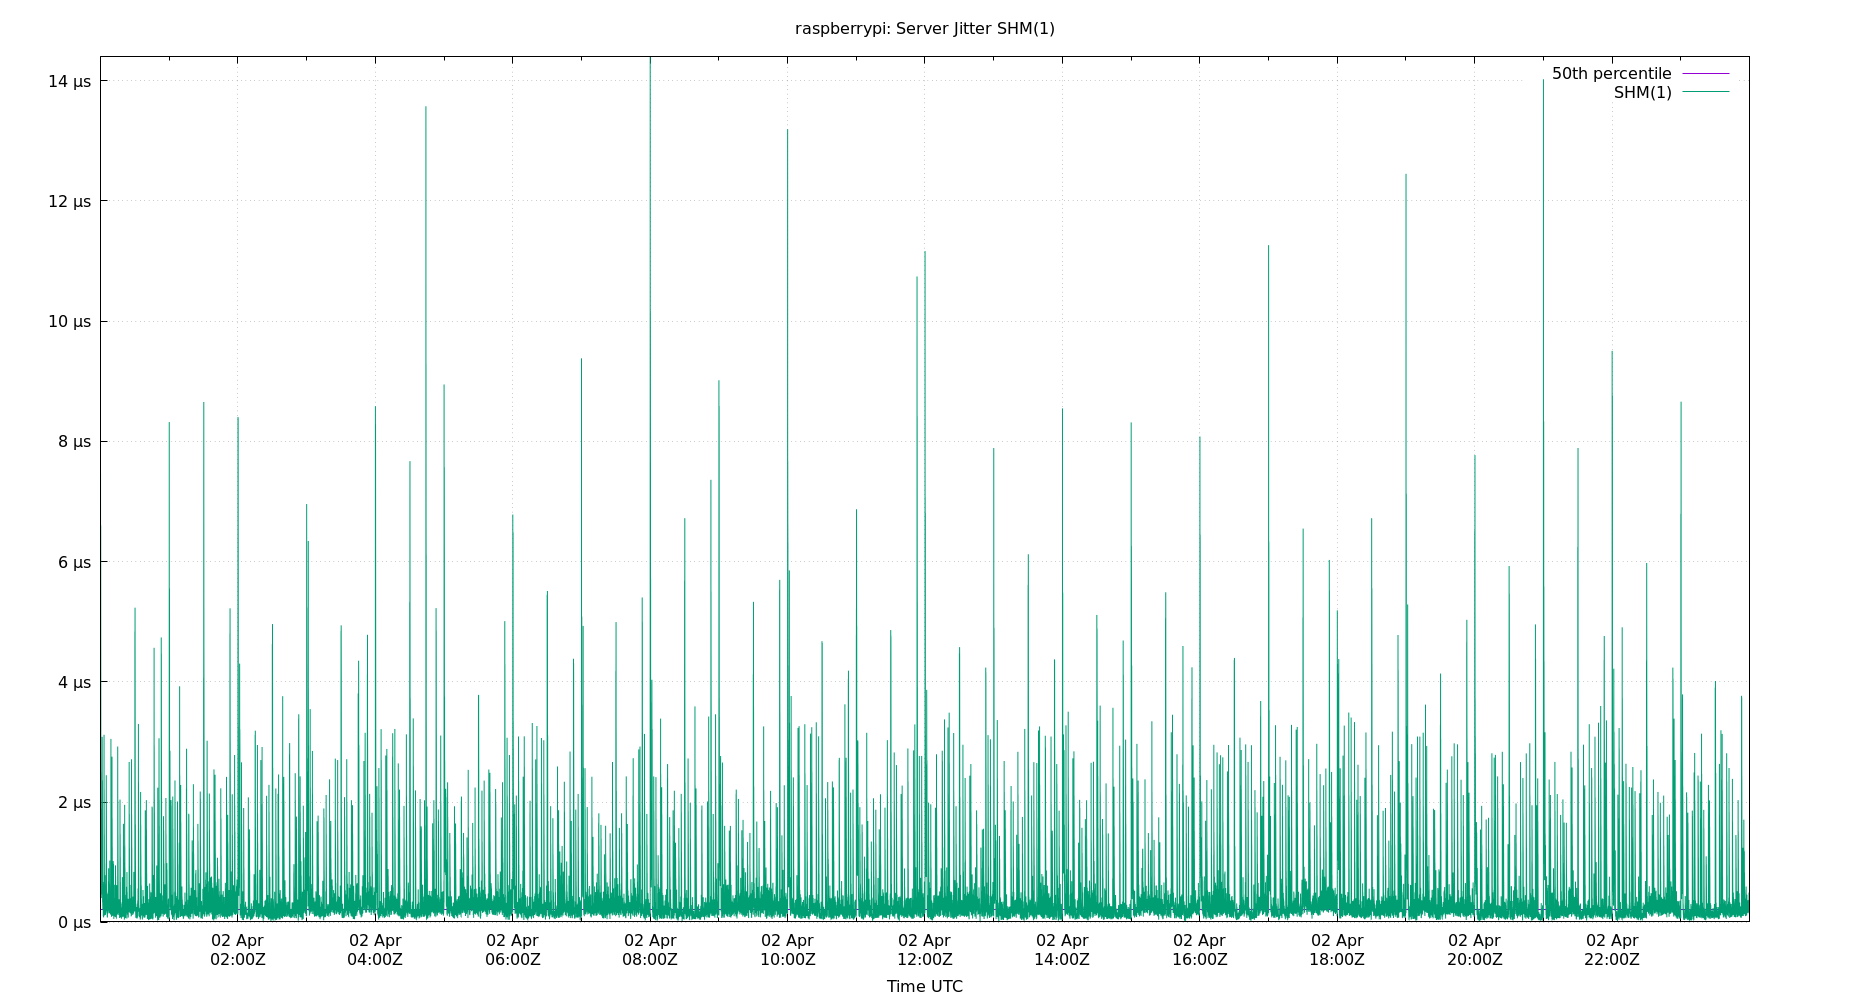 raspberrypi: Server Jitter SHM(1)
14 µs
12 µs
10 µs
8 µs
6 µs
4 µs
2 µs
0 µs
50th percentile
SHM(1)
02 Apr 02 Apr 02 Apr 02 Apr 02 Apr 02 Apr 02 Apr 02 Apr 02 Apr 02 Apr 02 Apr
02:00Z 04:00Z 06:00Z 08:00Z 10:00Z 12:00Z 14:00Z 16:00Z 18:00Z 20:00Z 22:00Z
Time UTC